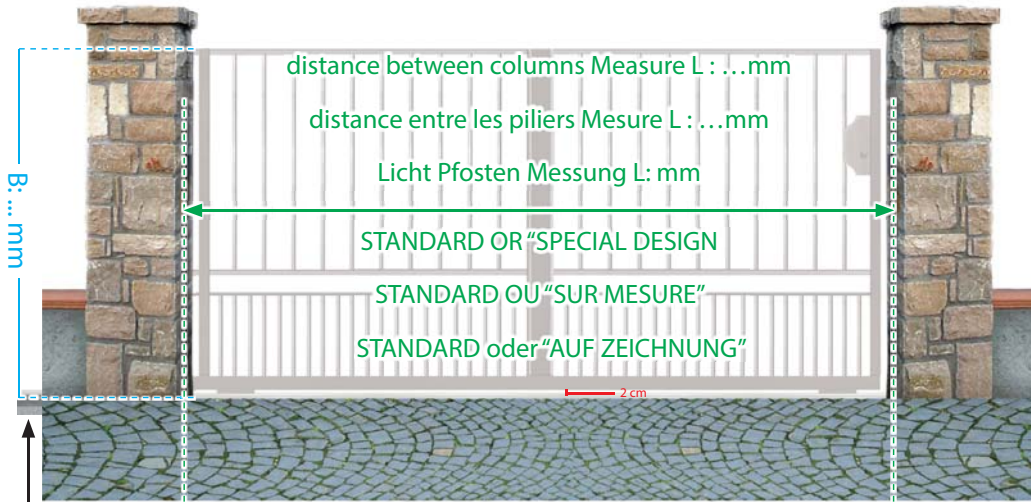 distance between columns Measure L : ...mm
distance entre les piliers Mesure L : ...mm
Licht Pfosten Messung L: mm
B: ... mm
STANDARD OR “SPECIAL DESIGN
STANDARD OU “SUR MESURE”
STANDARD oder “AUF ZEICHNUNG”
2 cm